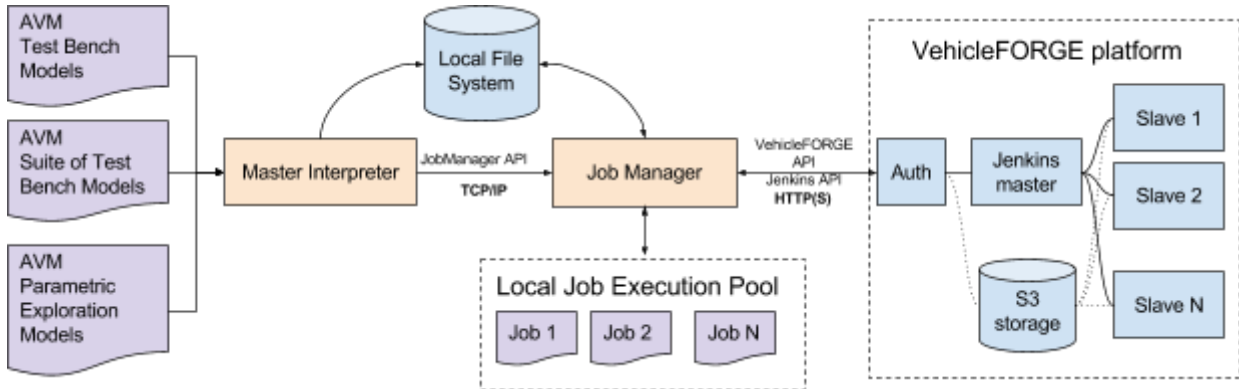 AVM
Test Bench
Models
AVM
Suite of Test
Bench Models
AVM
Parametric
Exploration
Models
Master Interpreter
Local File
System
JobManager API
TCP/IP
Job Manager
VehicleFORGE
API
Jenkins API
HTTP(S)
Local Job Execution Pool
Job 1
Job 2
Job N
VehicleFORGE platform
Auth
Jenkins
master
S3
storage
Slave 1
Slave 2
Slave N